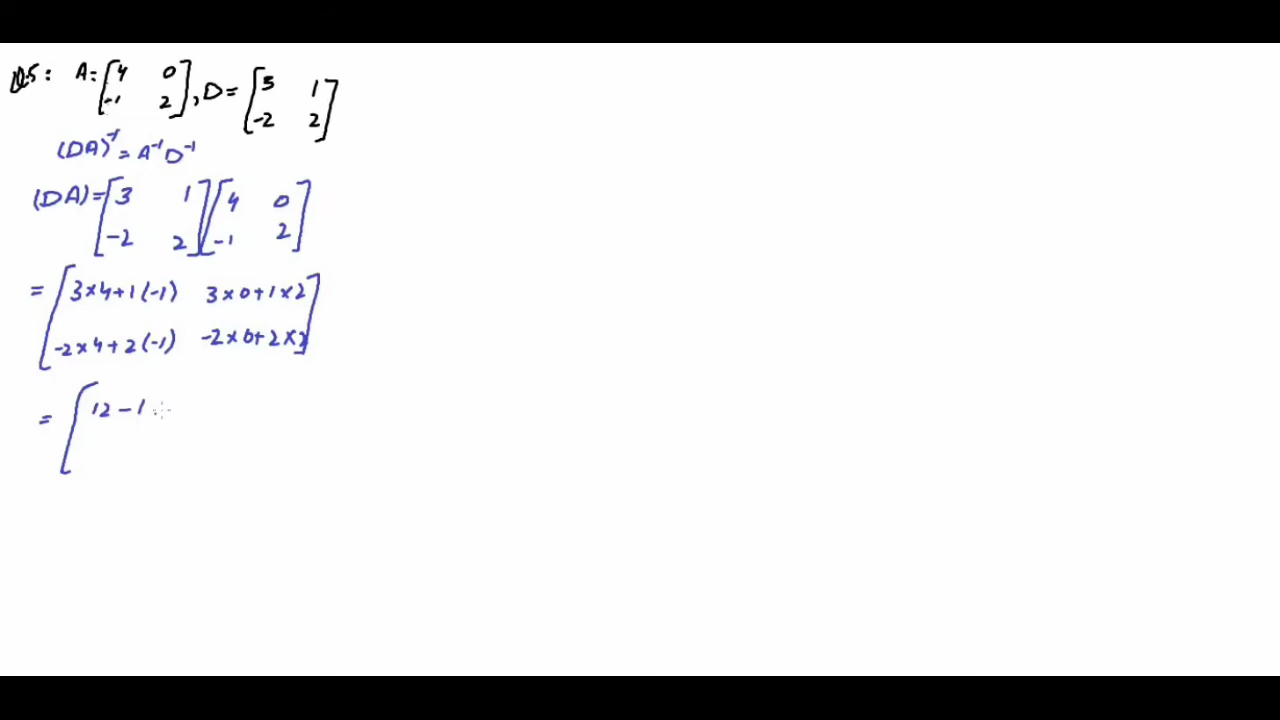 Q5: A=[4 0 -1 2], D=[3 1 -2 2]
(DA)⁻¹=A⁻¹D⁻¹
(DA)=[3 1 -2 2][4 0 -1 2]
=[3×4+1(-1) 3×0+1×2
-2×4+2(-1) -2×0+2×2]
=[12-1